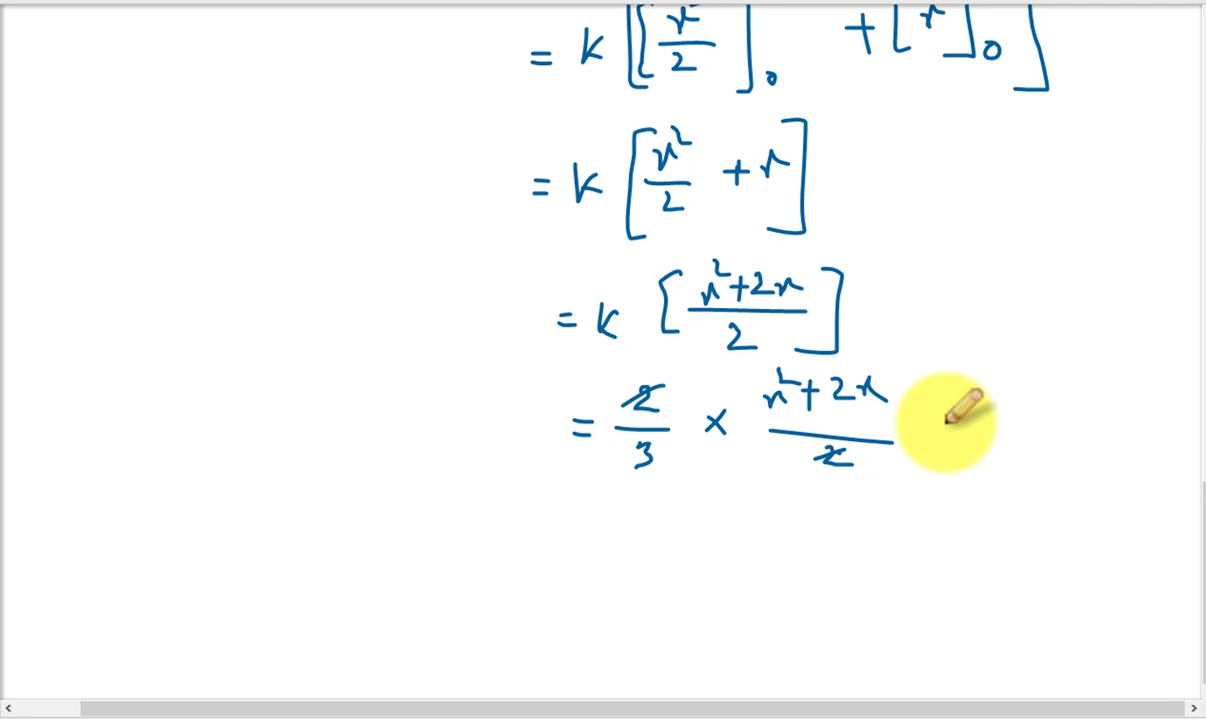 = k [[x²/2]₀ + [x]₀]
= k [x²/2 + x]
= k [x²+2x / 2]
= 2/3 × x²+2x / 2